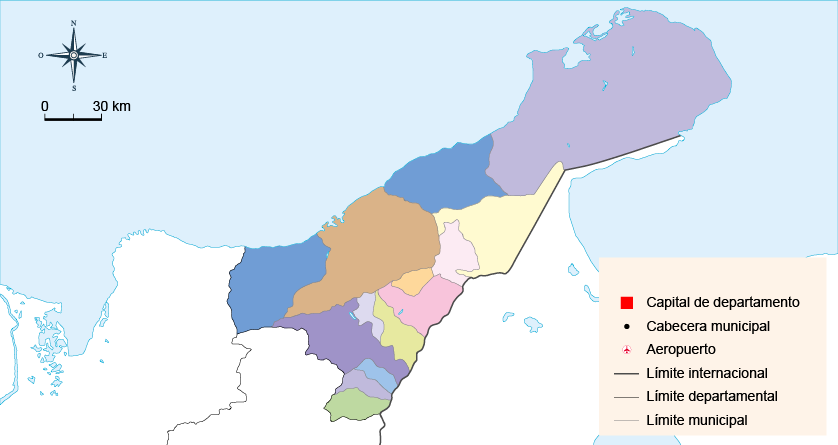 N
O E
S
0 30 km
Capital de departamento
Cabecera municipal
Aeropuerto
Límite internacional
Límite departamental
Límite municipal